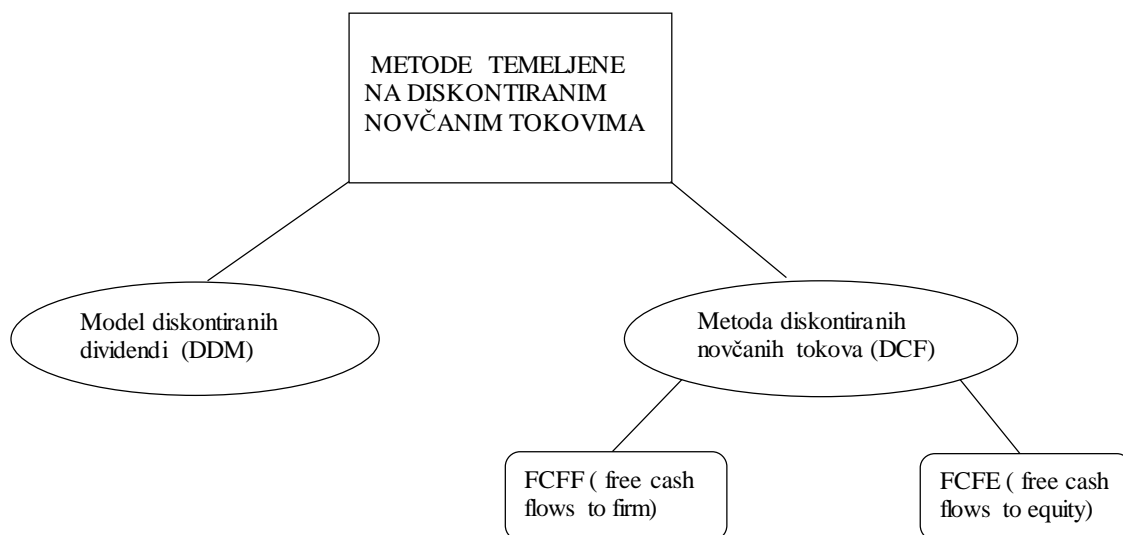 METODE TEMELJENE
NA DISKONTIRANIM
NOVČANIM TOKOVIMA
Model diskontiranih
dividendi (DDM)
Metoda diskontiranih
novčanih tokova (DCF)
FCFF ( free cash
flows to firm)
FCFE ( free cash
flows to equity)